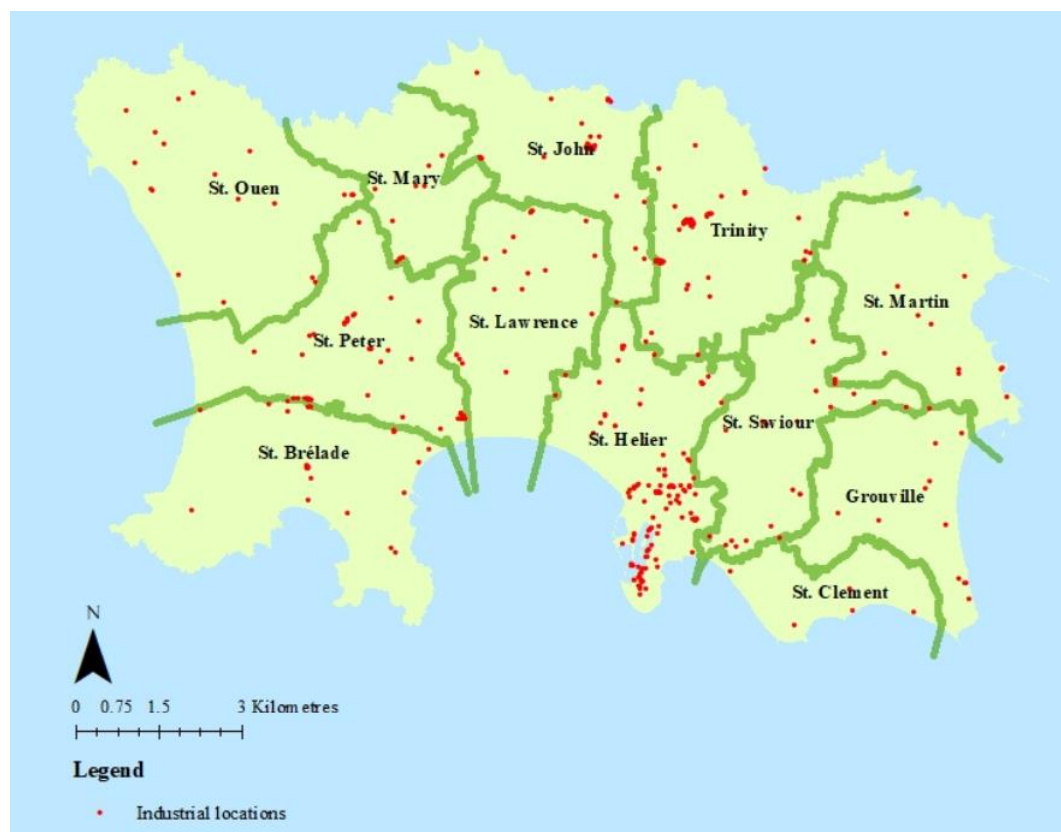 St. John
St. Mary
St. Ouen
Trinity
St. Martin
St. Lawrence
St. Peter
St. Saviour
St. Helier
St. Brélade
Grouville
St. Clement
N
0 0.75 1.5 3 Kilometres
Legend
Industrial locations